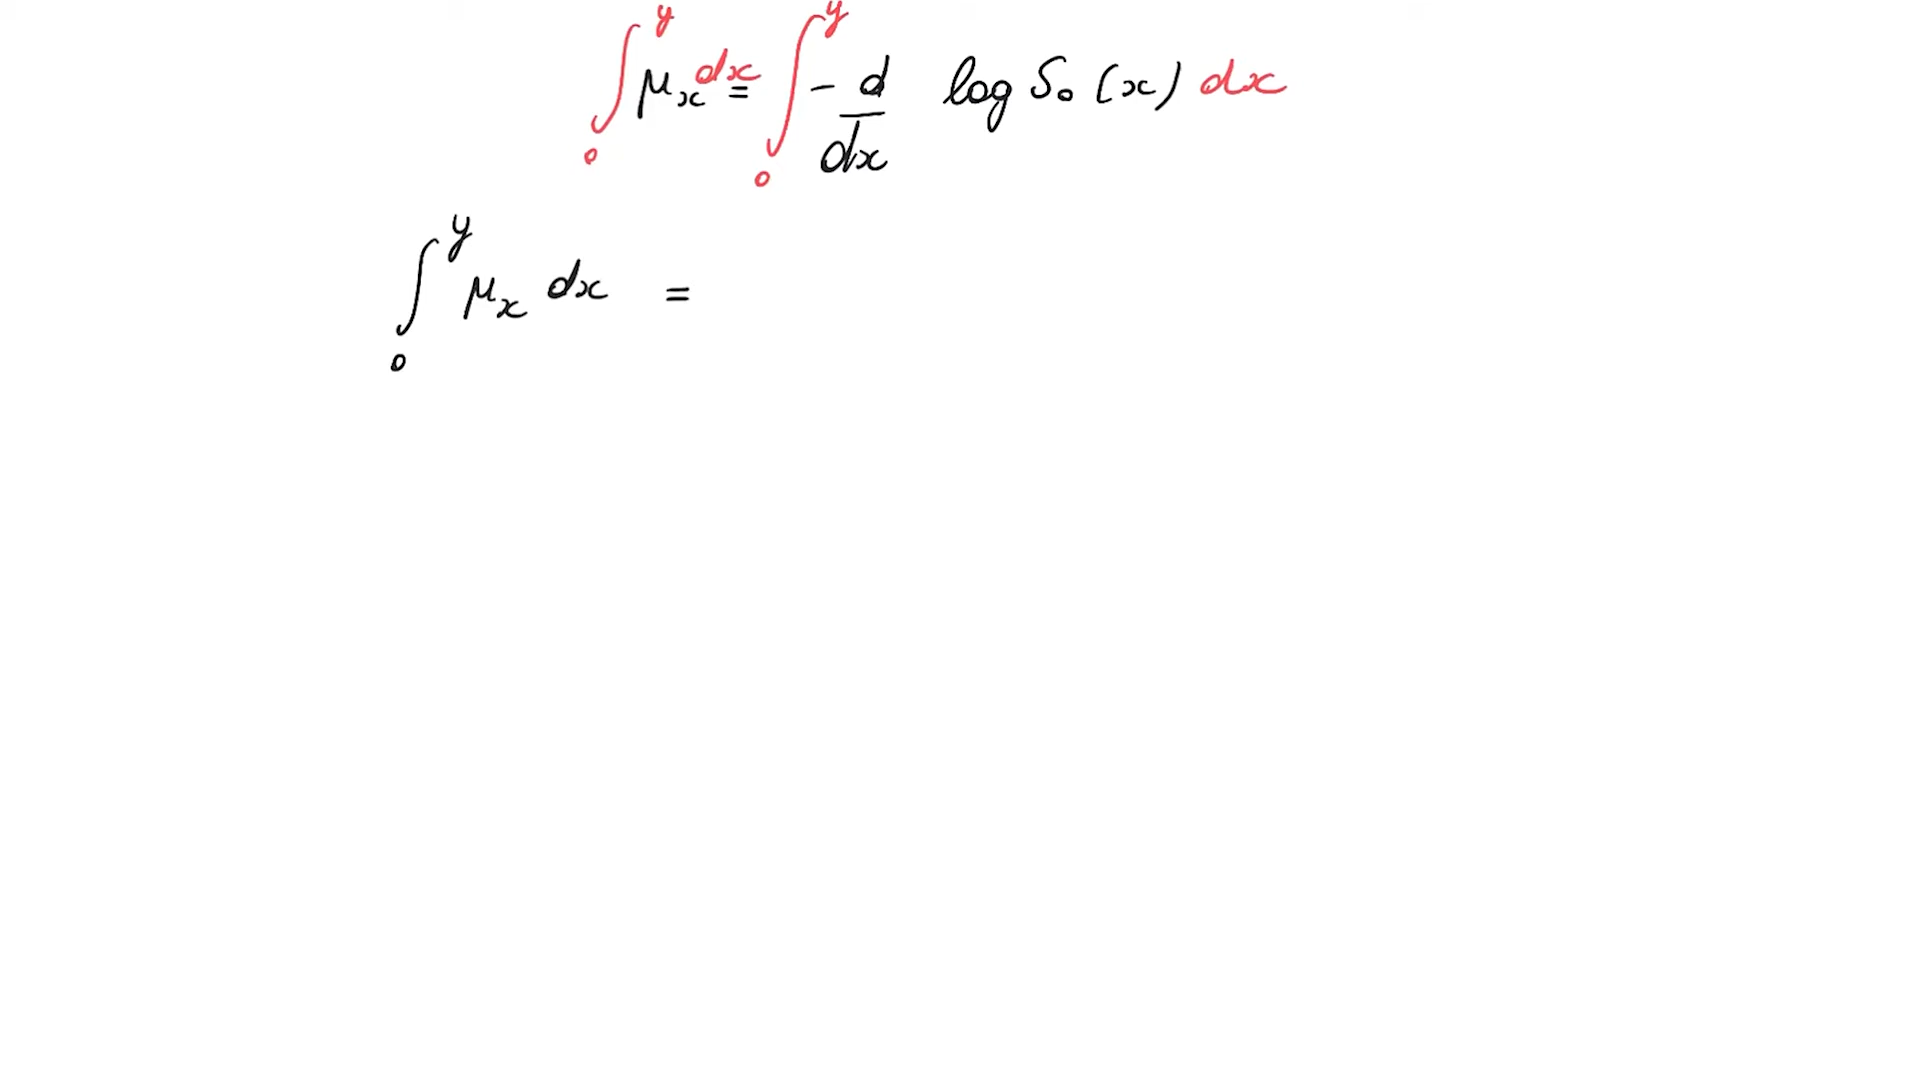 ∫₀^y μₓ dx = ∫₀^y - d/dx log S₀(x) dx
∫₀^y μₓ dx =